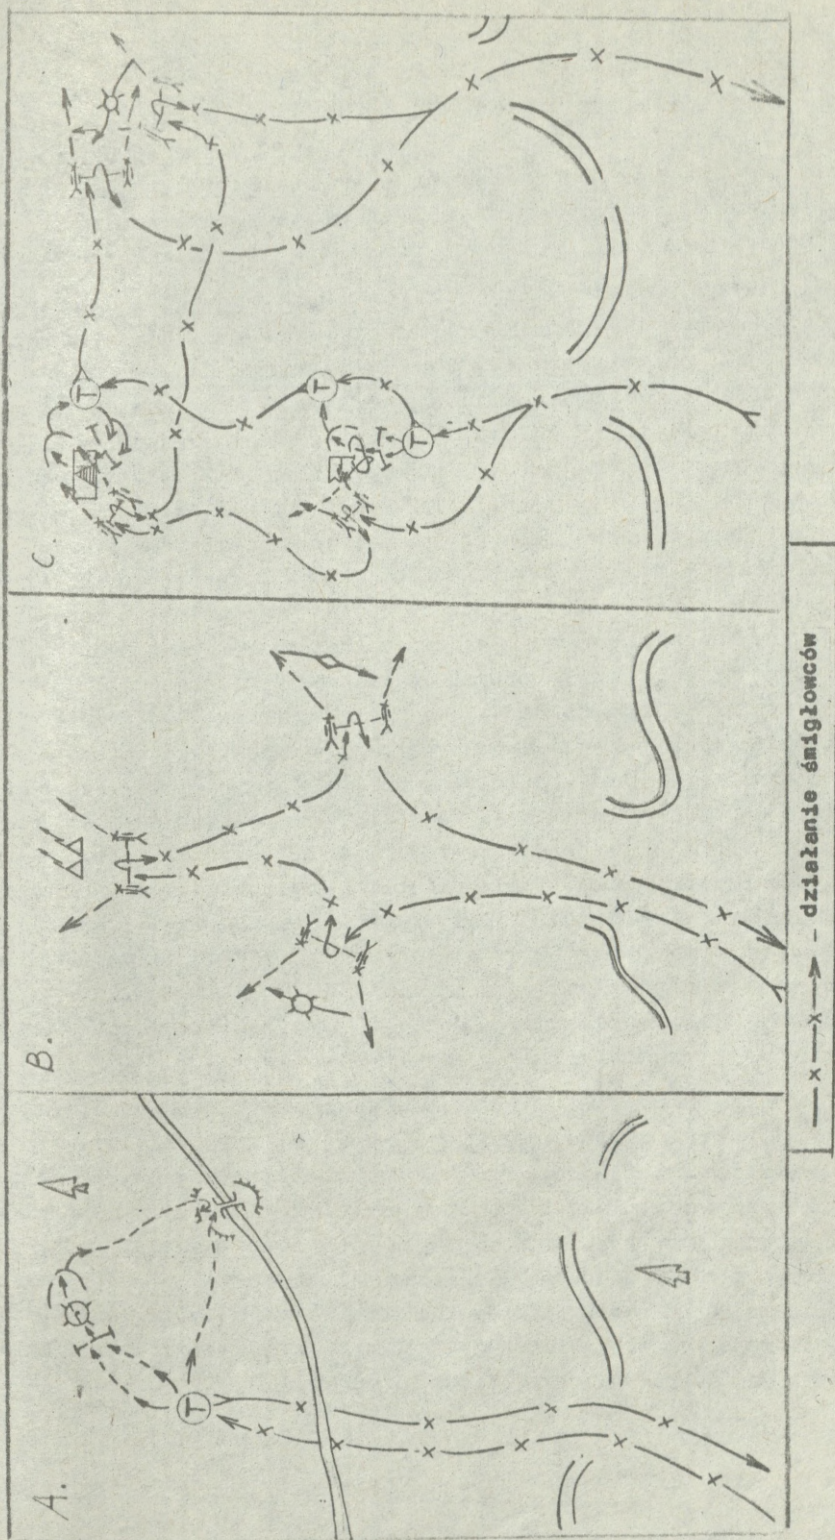 A.
T
B.
C.
T
T
T
— x — x → - działanie śmigłowców